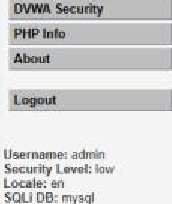 DVWA Security
PHP Info
About
Logout
Username: admin
Security Level: low
Locale: en
SQLi DB: mysql